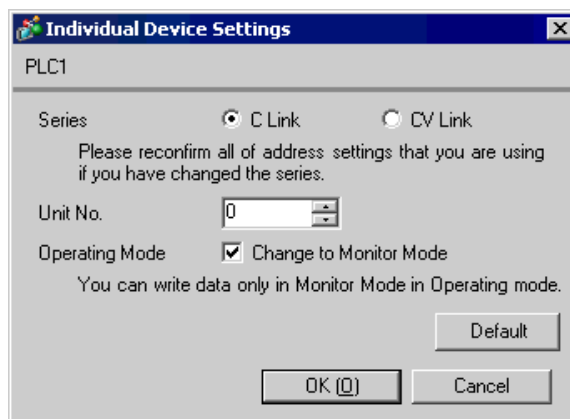 Individual Device Settings
PLC1
Series C Link CV Link
Please reconfirm all of address settings that you are using
if you have changed the series.
Unit No. 0
Operating Mode Change to Monitor Mode
You can write data only in Monitor Mode in Operating mode.
Default
OK (O) Cancel